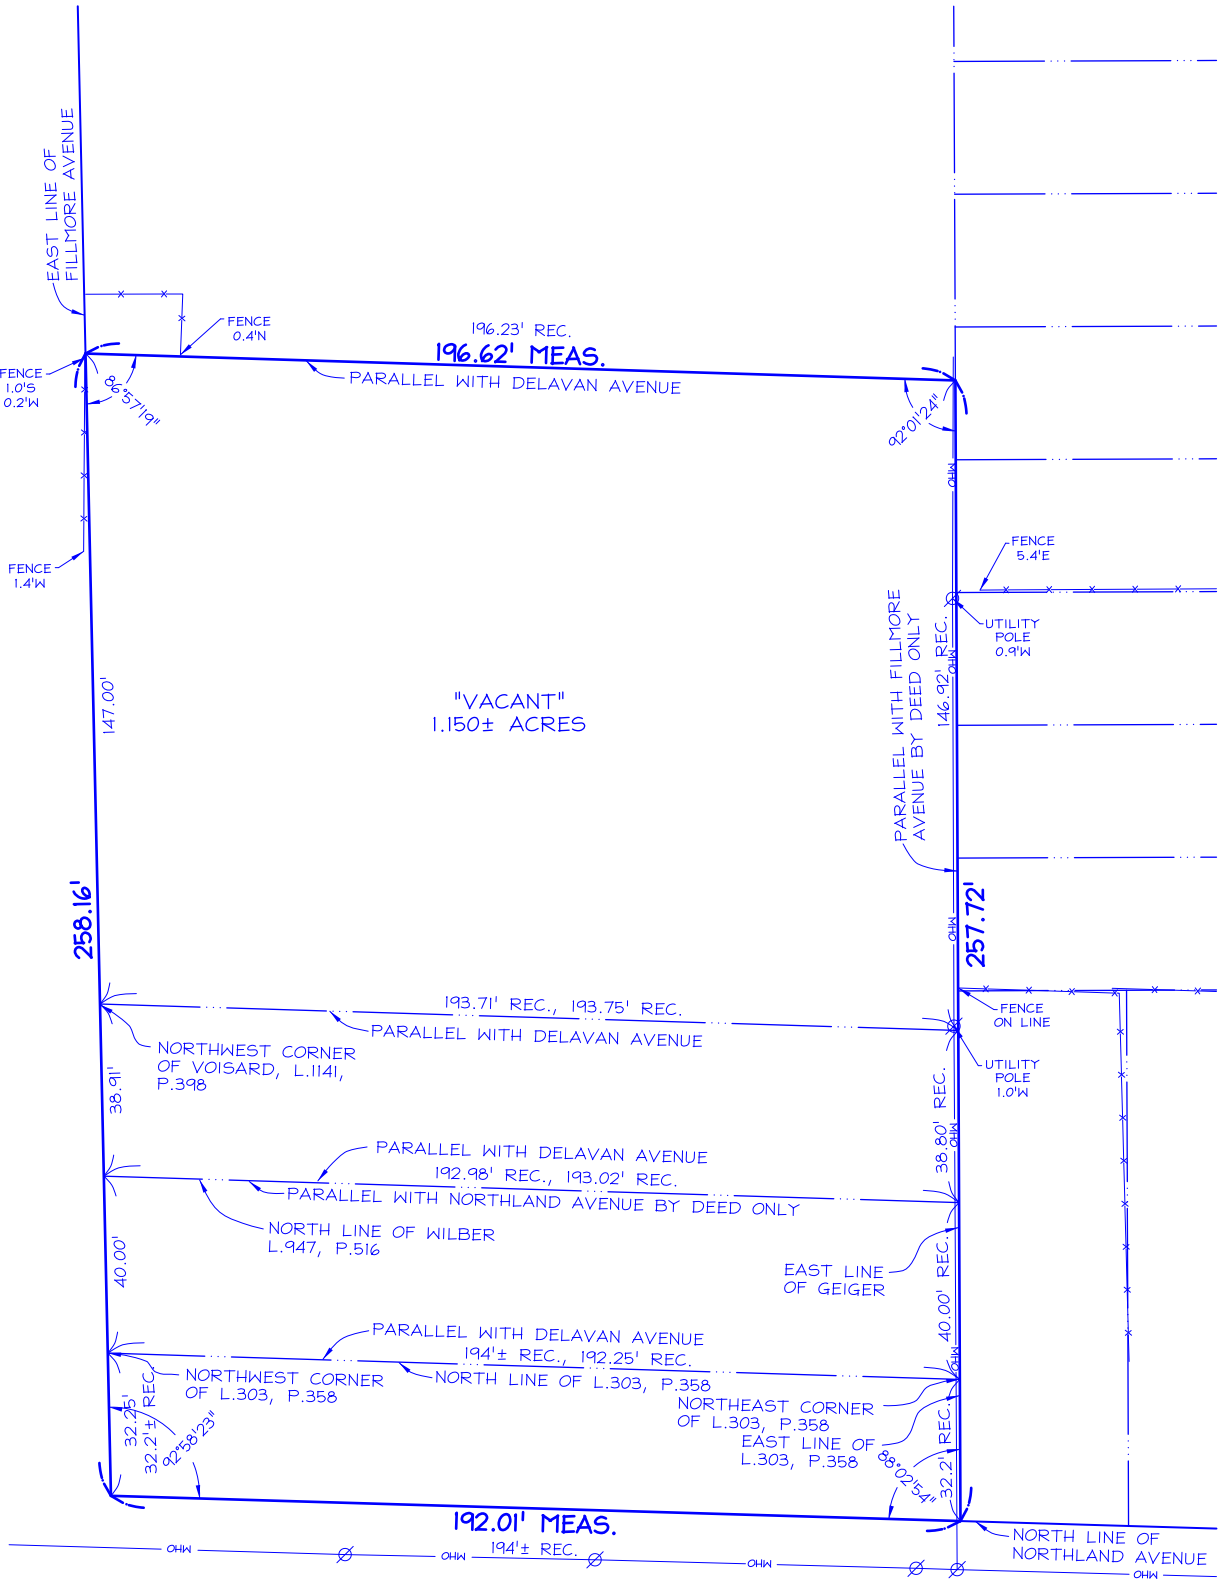 EAST LINE OF
FILLMORE AVENUE
FENCE
0.4'N
196.23' REC.
196.62' MEAS.
PARALLEL WITH DELAVAN AVENUE
FENCE
1.0'S
0.2'W
86°57'19"
92°01'24"
OHW
FENCE
1.4'W
FENCE
5.4'E
UTILITY
POLE
0.9'W
PARALLEL WITH FILLMORE
AVENUE BY DEED ONLY
146.92' REC.
OHW
147.00'
"VACANT"
1.150± ACRES
258.16'
257.72'
OHW
193.71' REC., 193.75' REC.
PARALLEL WITH DELAVAN AVENUE
FENCE
ON LINE
NORTHWEST CORNER
OF VOISARD, L.1141,
P.398
UTILITY
POLE
1.0'W
38.91'
38.80' REC.
OHW
PARALLEL WITH DELAVAN AVENUE
192.98' REC., 193.02' REC.
PARALLEL WITH NORTHLAND AVENUE BY DEED ONLY
NORTH LINE OF WILBER
L.947, P.516
40.00'
EAST LINE
OF GEIGER
40.00' REC.
OHW
PARALLEL WITH DELAVAN AVENUE
194'± REC., 192.25' REC.
NORTH LINE OF L.303, P.358
NORTHWEST CORNER
OF L.303, P.358
NORTHEAST CORNER
OF L.303, P.358
EAST LINE OF
L.303, P.358
32.25'
32.2'± REC.
92°58'23"
88°02'54"
32.2' REC.
192.01' MEAS.
194'± REC.
NORTH LINE OF
NORTHLAND AVENUE
OHW
OHW
OHW
OHW